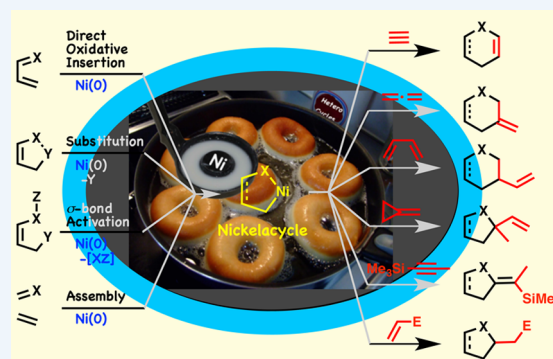 Direct
Oxidative
Insertion
Ni(0)
X
Substitution
Ni(0)
-Y
X
Y
σ-bond
Activation
Ni(0)
-[XZ]
Z
X
Y
Assembly
Ni(0)
X
Hetero
Ni
X
Ni
Nickelacycle
Me3Si
E
X
X
X
X
X
SiMe
X
E